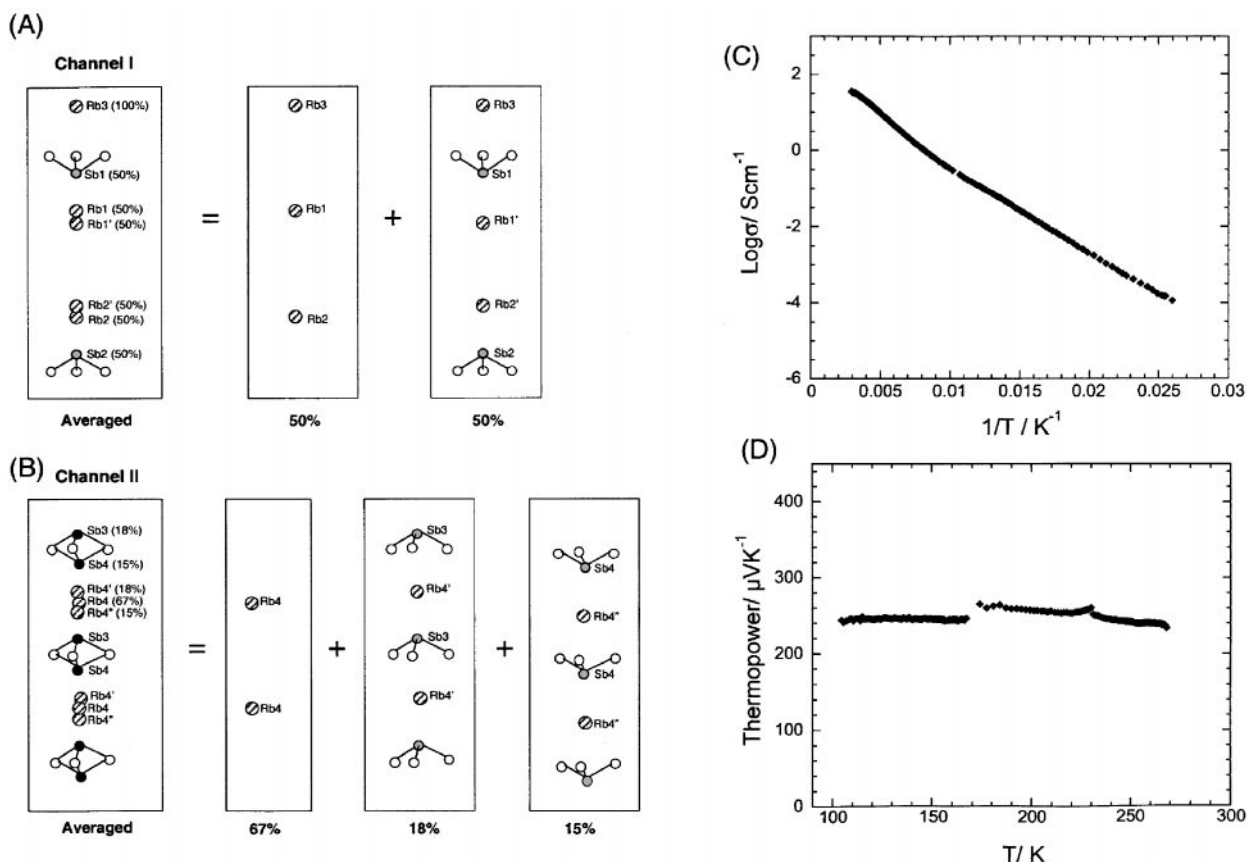 (A)
Channel I
Rb3 (100%)
Sb1 (50%)
Rb1 (50%)
Rb1' (50%)
Rb2' (50%)
Rb2 (50%)
Sb2 (50%)
Averaged
=
Rb3
Rb1
Rb2
50%
+
Rb3
Sb1
Rb1'
Rb2'
Sb2
50%
(B)
Channel II
Sb3 (18%)
Sb4 (15%)
Rb4' (18%)
Rb4 (67%)
Rb4" (15%)
Sb3
Sb4
Rb4'
Rb4
Rb4"
Averaged
=
Rb4
Rb4
67%
+
Sb3
Rb4'
Sb3
Rb4'
18%
+
Sb4
Rb4"
Sb4
Rb4"
15%
(C)
Logσ/ Scm-1
2
0
-2
-4
-6
0 0.005 0.01 0.015 0.02 0.025 0.03
1/T / K-1
(D)
Thermopower/ μVK-1
400
300
200
100
0
100 150 200 250 300
T/ K